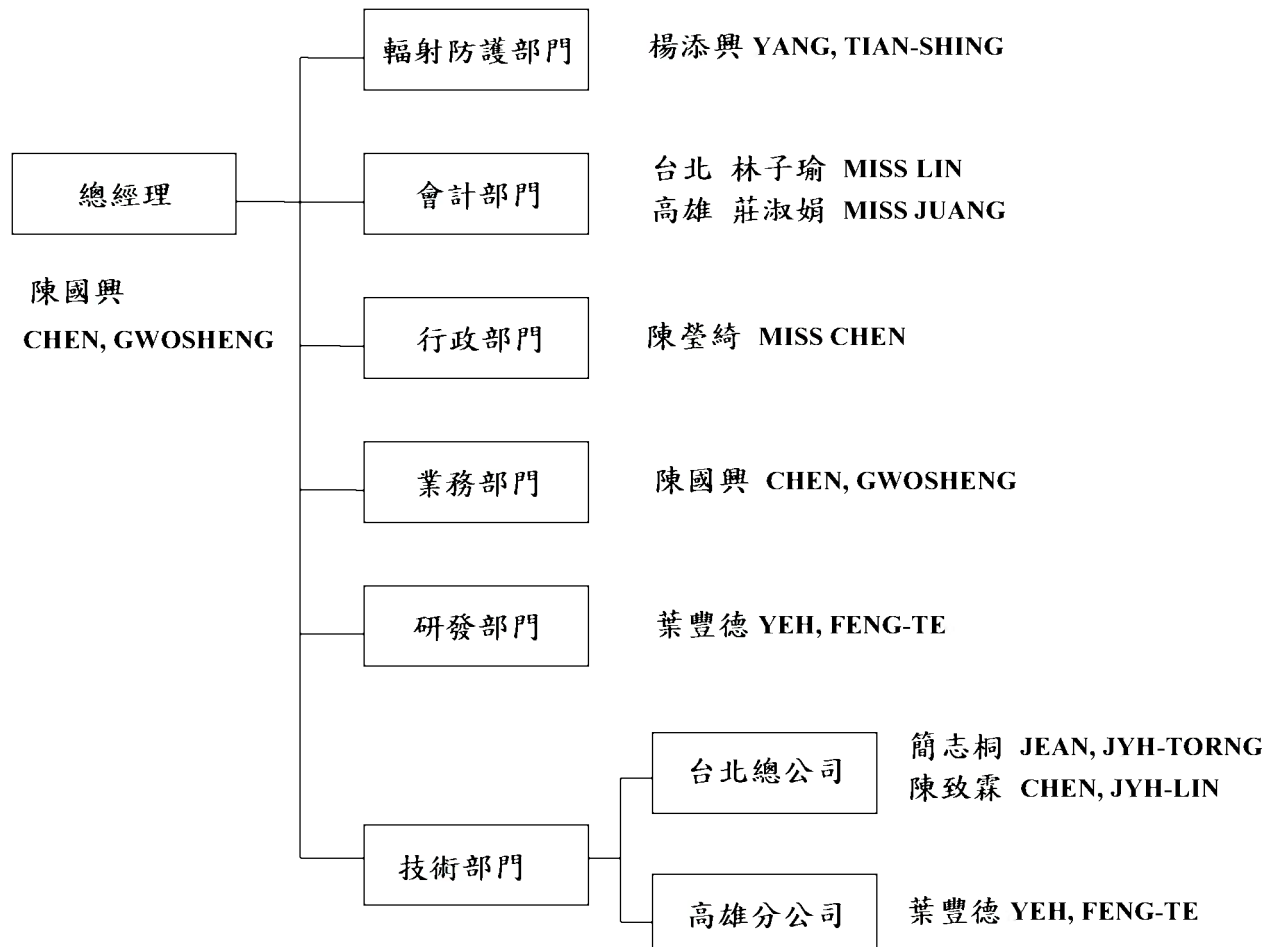 輻射防護部門 楊添興 YANG, TIAN-SHING
總經理
陳國興
CHEN, GWOSHENG
會計部門
台北 林子瑜 MISS LIN
高雄 莊淑娟 MISS JUANG
行政部門 陳瑩綺 MISS CHEN
業務部門 陳國興 CHEN, GWOSHENG
研發部門 葉豐德 YEH, FENG-TE
技術部門
台北總公司
簡志桐 JEAN, JYH-TORNG
陳致霖 CHEN, JYH-LIN
高雄分公司 葉豐德 YEH, FENG-TE